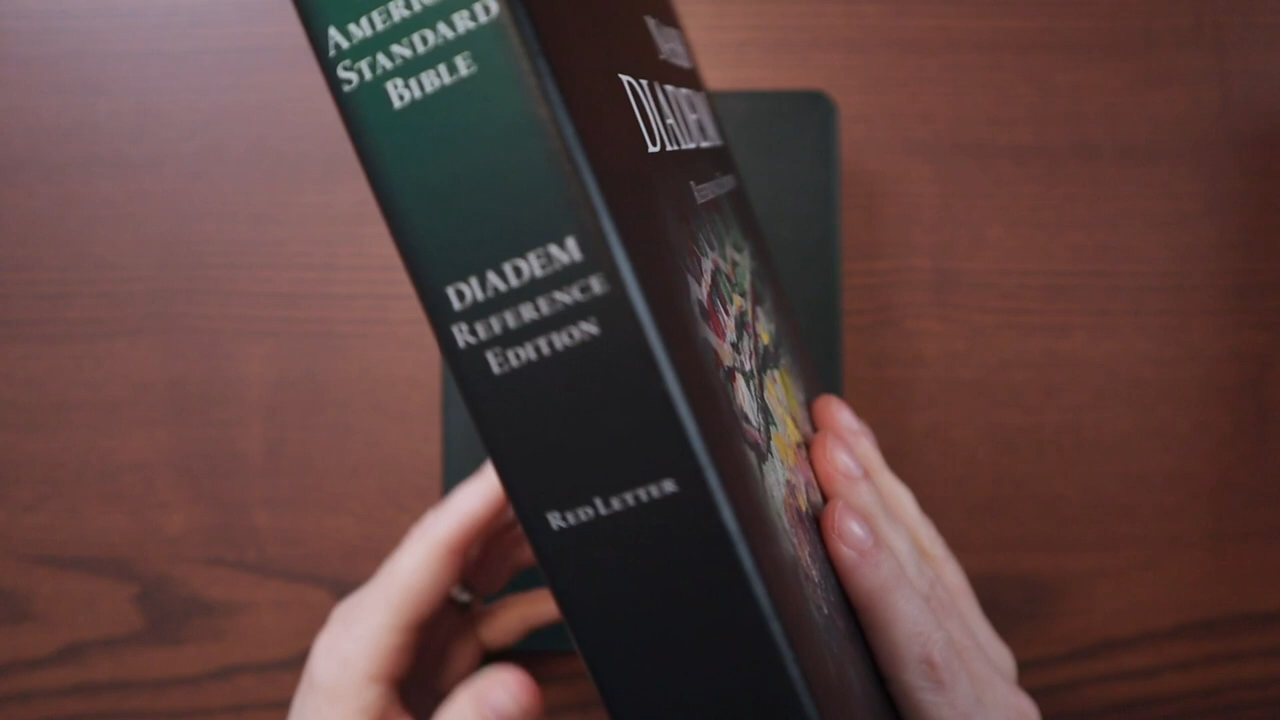 STANDARD
BIBLE
DIADEM
REFERENCE
EDITION
RED LETTER
DIADEM